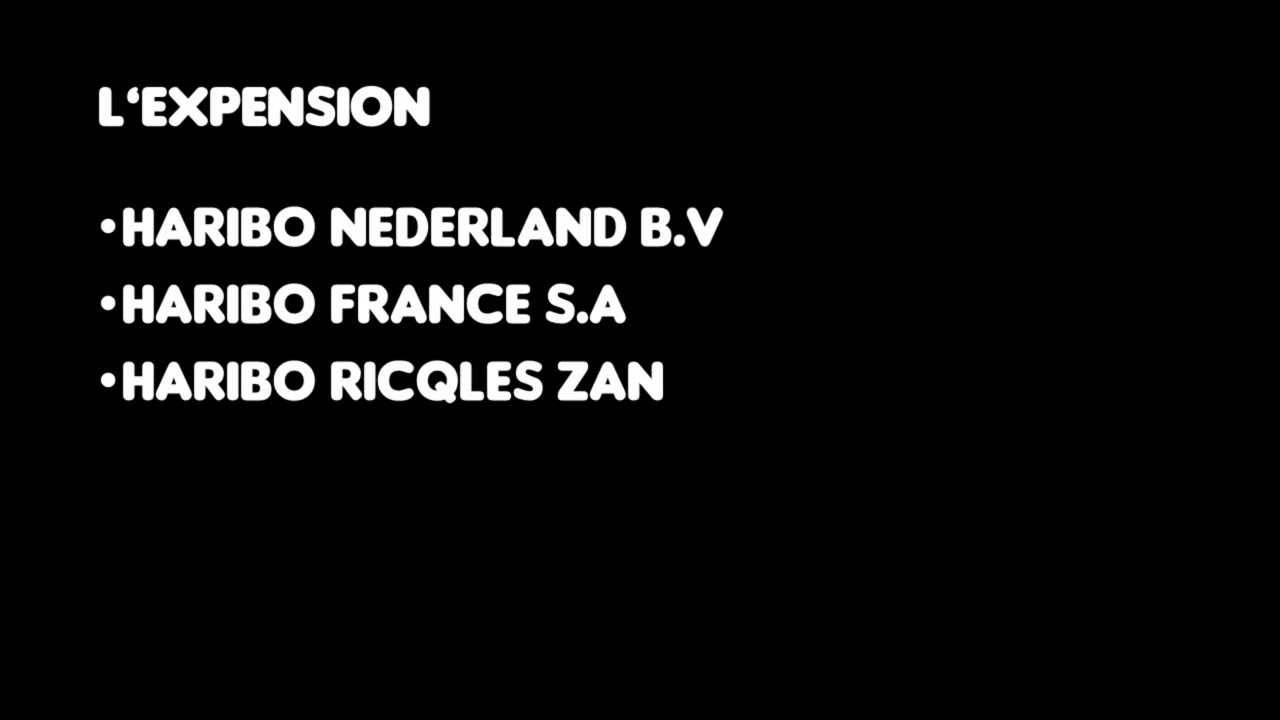 L‘EXPENSION
•HARIBO NEDERLAND B.V
•HARIBO FRANCE S.A
•HARIBO RICQLES ZAN